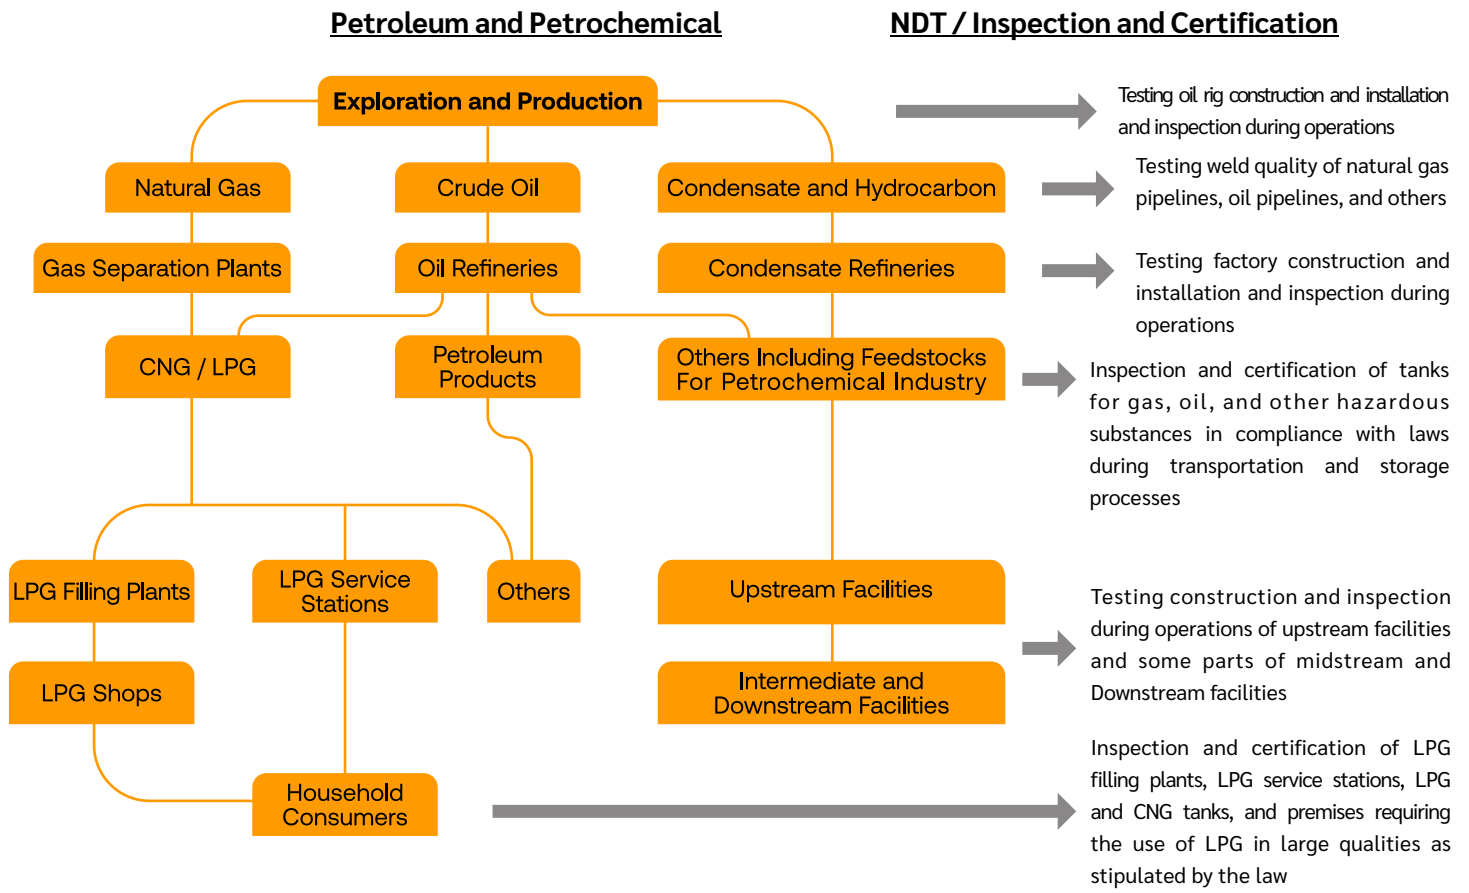 Petroleum and Petrochemical
NDT / Inspection and Certification
Exploration and Production
Testing oil rig construction and installation
and inspection during operations
Natural Gas
Crude Oil
Condensate and Hydrocarbon
Testing weld quality of natural gas
pipelines, oil pipelines, and others
Gas Separation Plants
Oil Refineries
Condensate Refineries
Testing factory construction and
installation and inspection during
operations
CNG / LPG
Petroleum
Products
Others Including Feedstocks
For Petrochemical Industry
Inspection and certification of tanks
for gas, oil, and other hazardous
substances in compliance with laws
during transportation and storage
processes
LPG Filling Plants
LPG Service
Stations
Others
Upstream Facilities
Testing construction and inspection
during operations of upstream facilities
and some parts of midstream and
Downstream facilities
LPG Shops
Intermediate and
Downstream Facilities
Household
Consumers
Inspection and certification of LPG
filling plants, LPG service stations, LPG
and CNG tanks, and premises requiring
the use of LPG in large qualities as
stipulated by the law